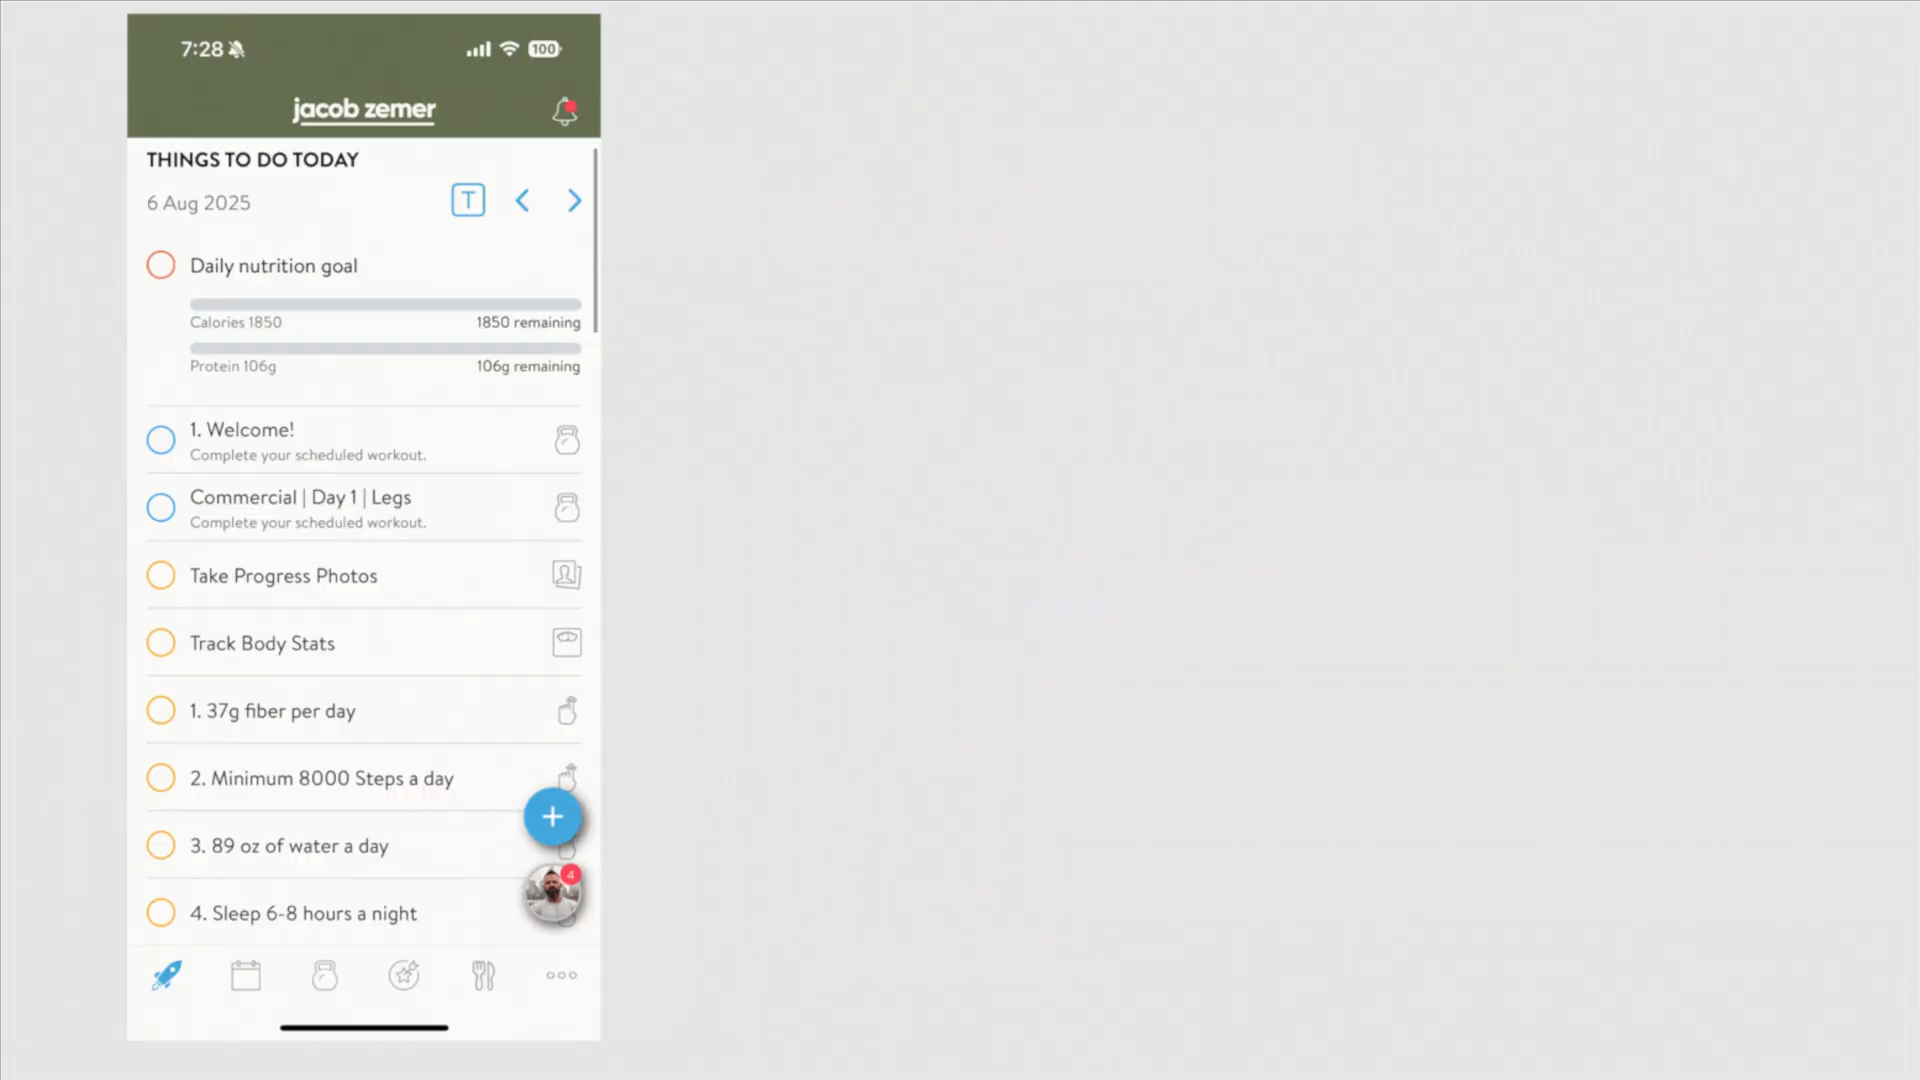 7:28
100
jacob zemer
THINGS TO DO TODAY
6 Aug 2025
T
Daily nutrition goal
Calories 1850
1850 remaining
Protein 106g
106g remaining
1. Welcome!
Complete your scheduled workout.
Commercial | Day 1 | Legs
Complete your scheduled workout.
Take Progress Photos
Track Body Stats
1. 37g fiber per day
2. Minimum 8000 Steps a day
+
3. 89 oz of water a day
4
4. Sleep 6-8 hours a night